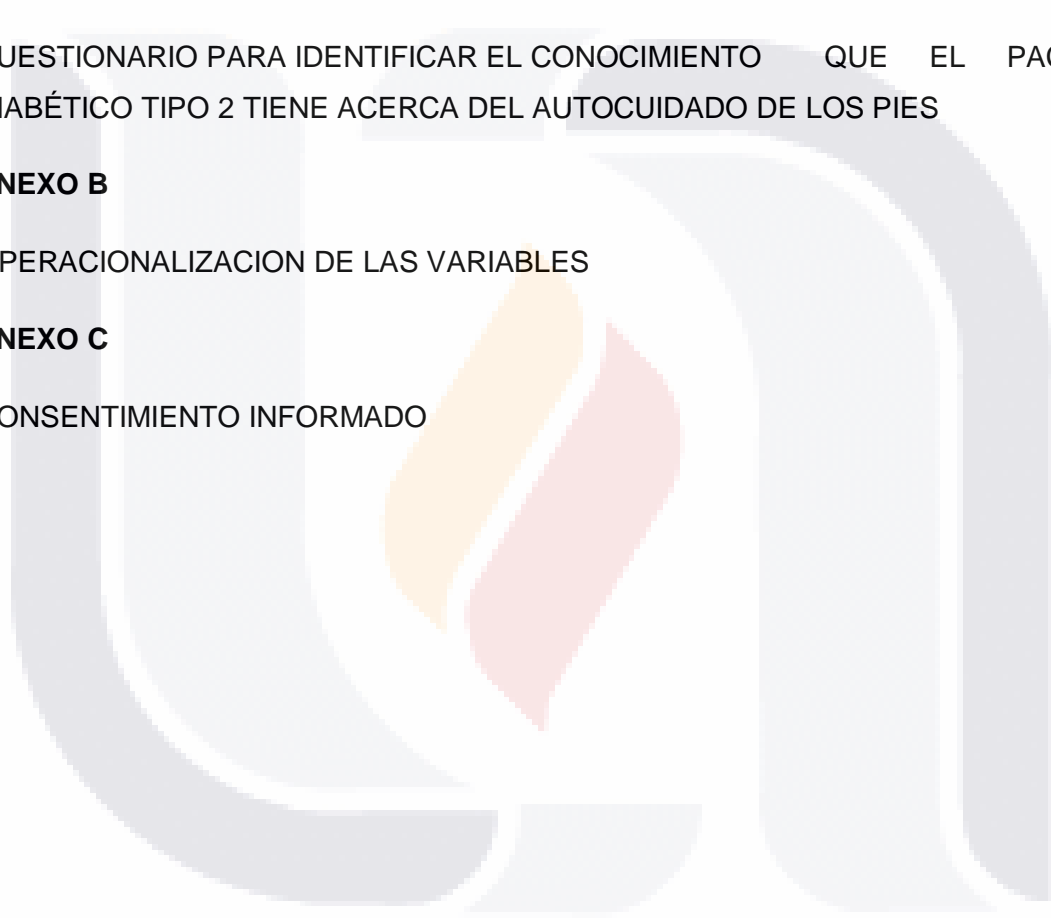 UESTIONARIO PARA IDENTIFICAR EL CONOCIMIENTO QUE EL PAC
IABÉTICO TIPO 2 TIENE ACERCA DEL AUTOCUIDADO DE LOS PIES
NEXO B
PERACIONALIZACION DE LAS VARIABLES
NEXO C
ONSENTIMIENTO INFORMADO